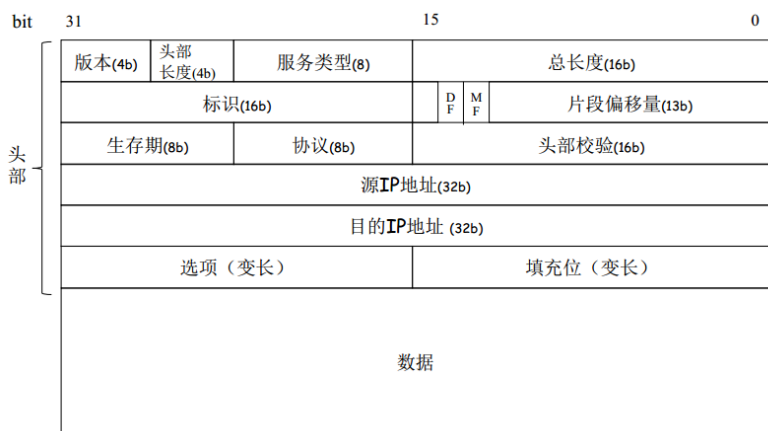 bit 31 15 0
版本(4b) 头部长度(4b) 服务类型(8) 总长度(16b)
标识(16b) DF MF 片段偏移量(13b)
生存期(8b) 协议(8b) 头部校验(16b)
头部
源IP地址(32b)
目的IP地址 (32b)
选项（变长） 填充位（变长）
数据